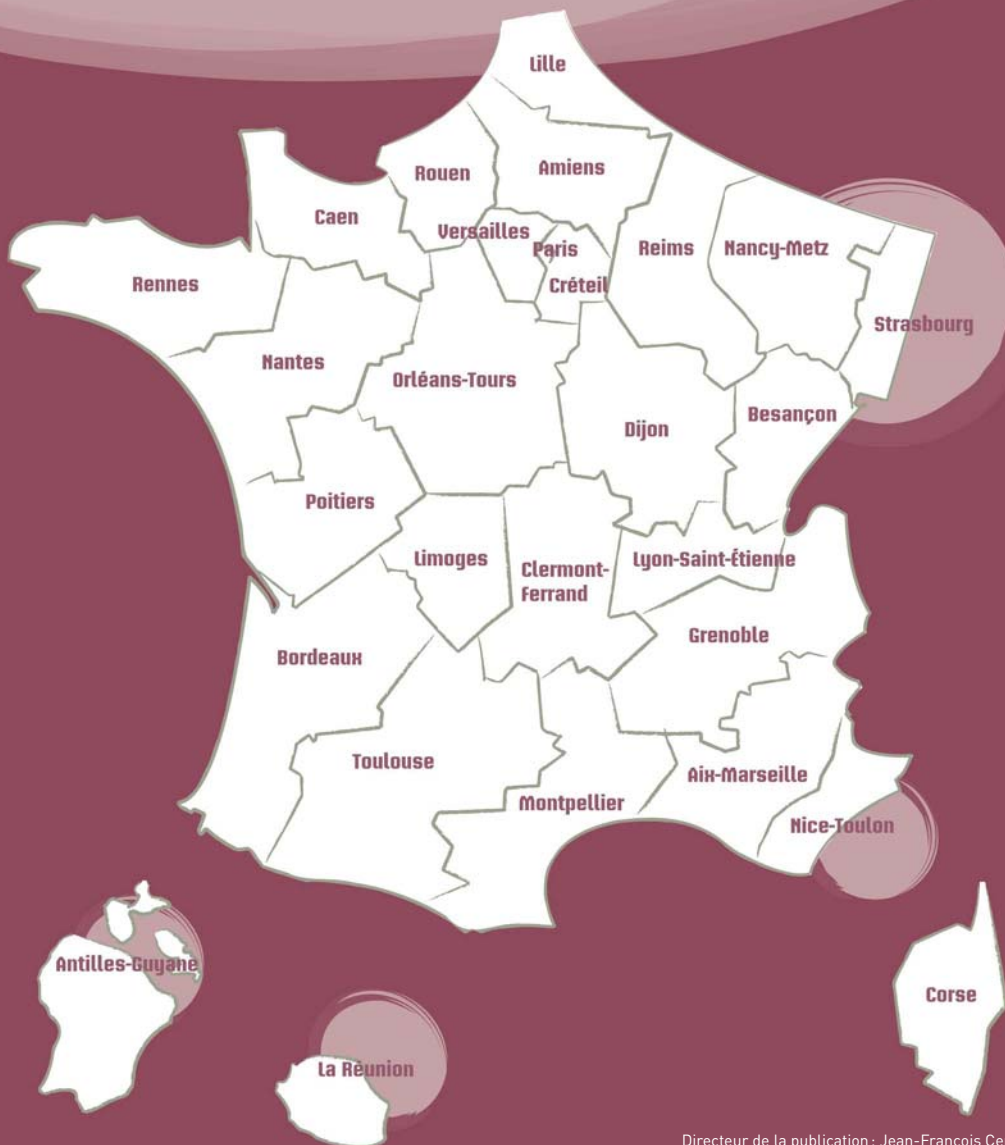 Lille
Amiens
Rouen
Caen
Versailles
Paris
Créteil
Reims
Nancy-Metz
Strasbourg
Rennes
Nantes
Orléans-Tours
Dijon
Besançon
Poitiers
Limoges
Clermont-
Ferrand
Lyon-Saint-Étienne
Grenoble
Bordeaux
Toulouse
Montpellier
Aix-Marseille
Nice-Toulon
Antilles-Guyane
La Réunion
Corse
Directeur de la publication : Jean-François Ce